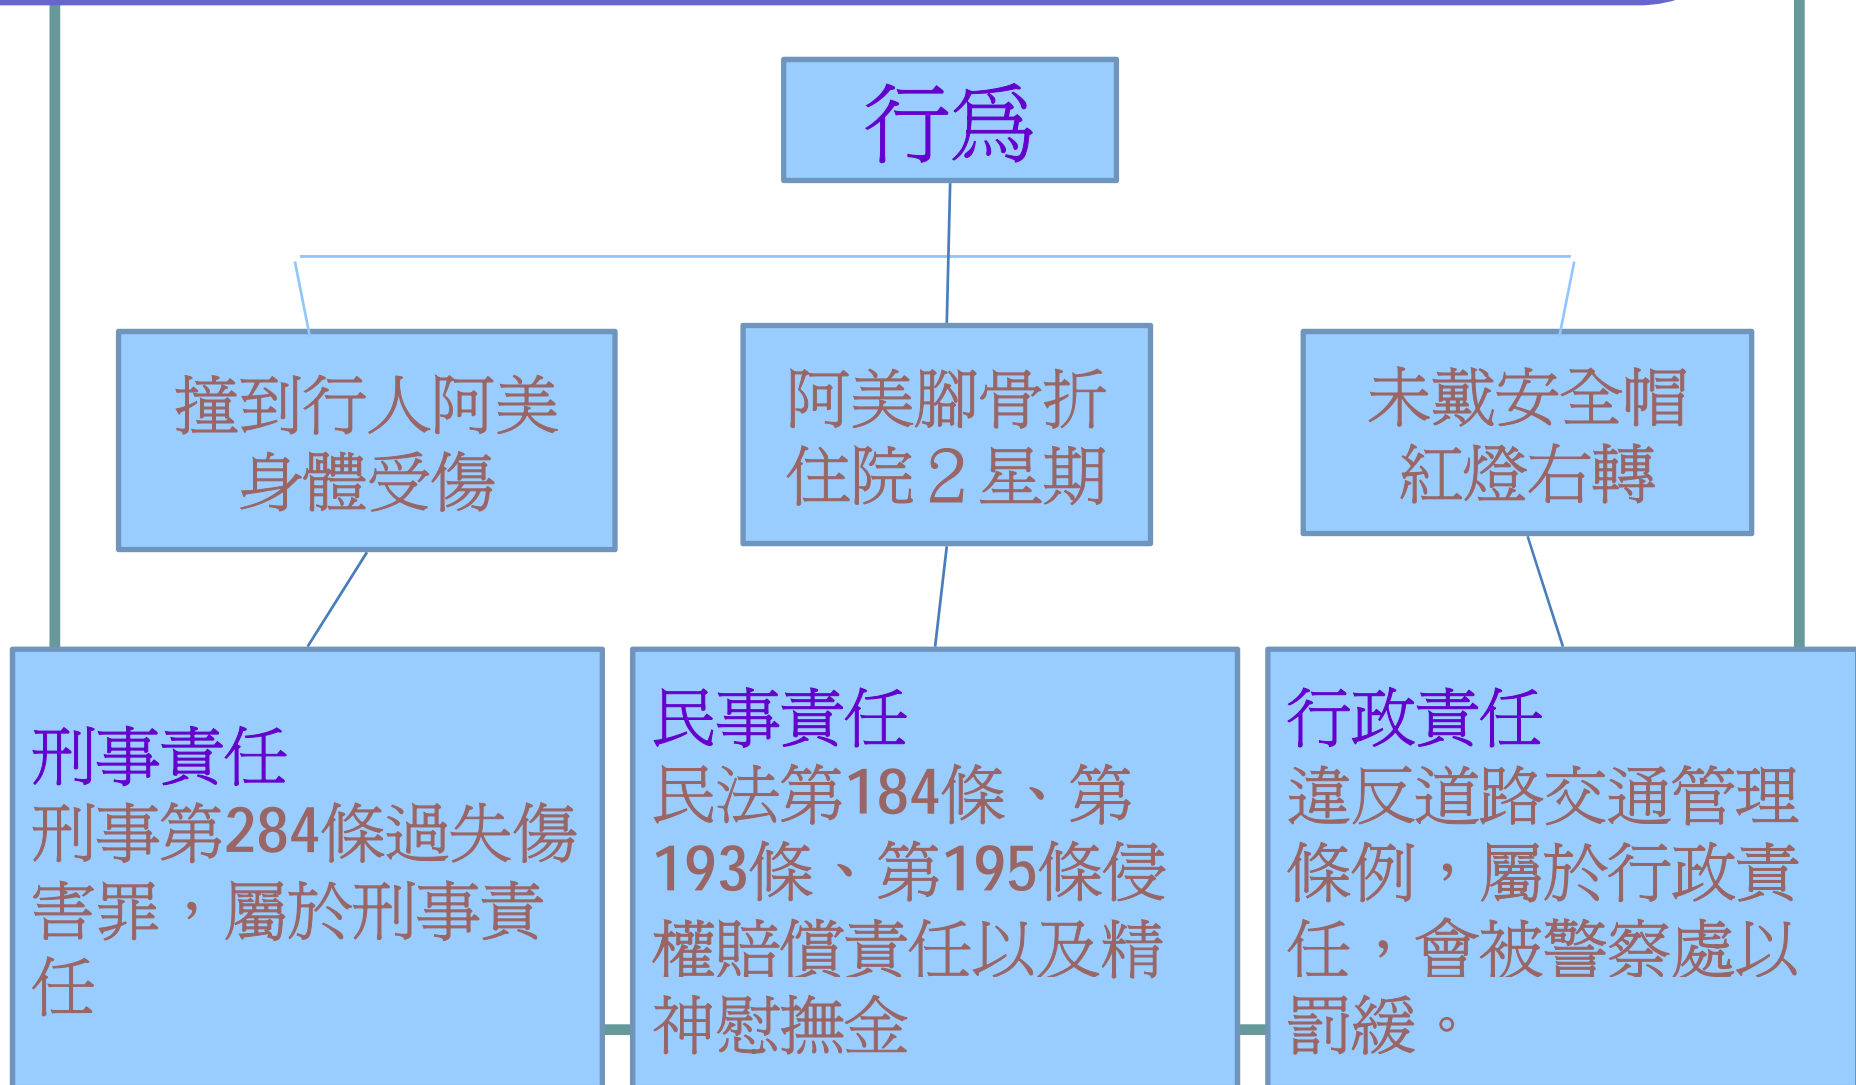 行為
撞到行人阿美
身體受傷
阿美腳骨折
住院２星期
未戴安全帽
紅燈右轉
刑事責任
刑事第284條過失傷
害罪，屬於刑事責
任
民事責任
民法第184條、第
193條、第195條侵
權賠償責任以及精
神慰撫金
行政責任
違反道路交通管理
條例，屬於行政責
任，會被警察處以
罰緩。